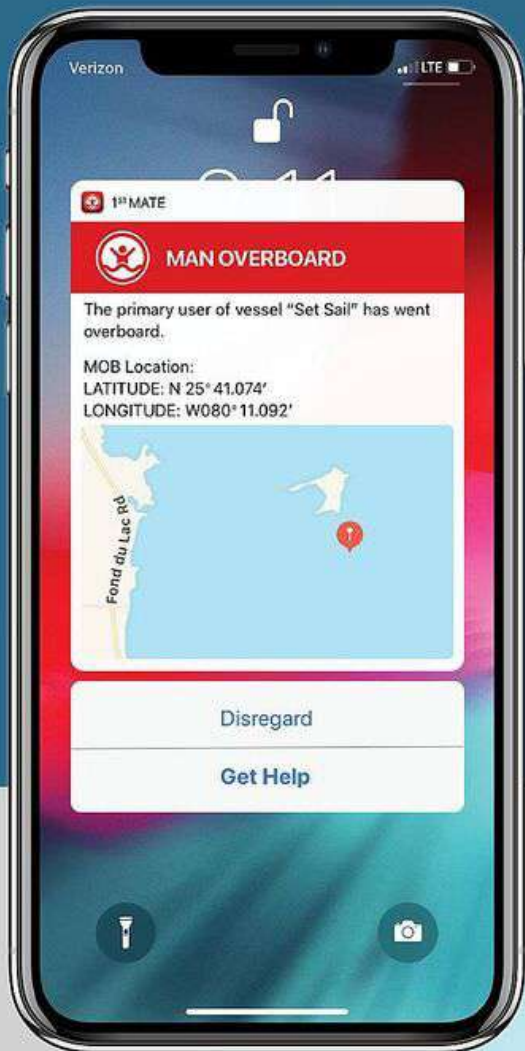 Verizon
LTE
1ST MATE
MAN OVERBOARD
The primary user of vessel “Set Sail” has went
overboard.
MOB Location:
LATITUDE: N 25° 41.074’
LONGITUDE: W080° 11.092’
Fond du Lac Rd
Disregard
Get Help